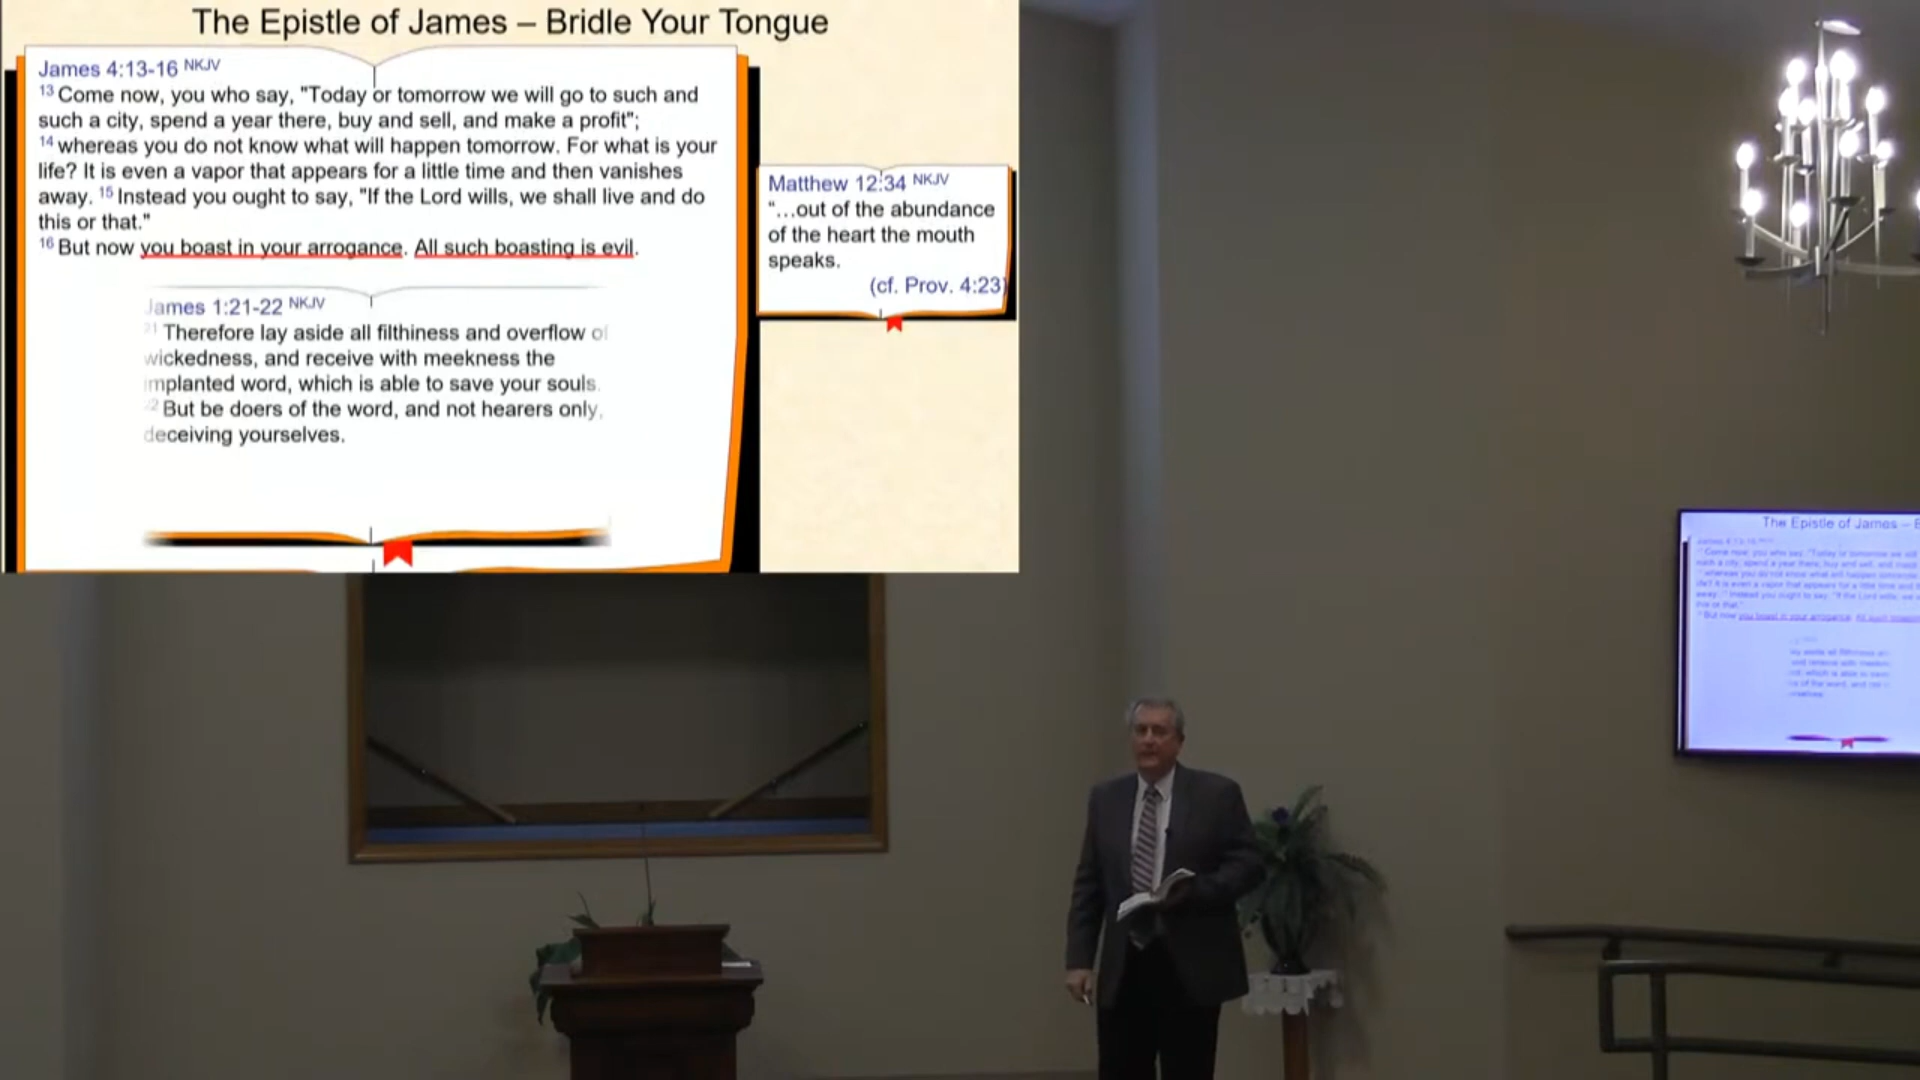 The Epistle of James – Bridle Your Tongue
James 4:13-16 NKJV
13 Come now, you who say, "Today or tomorrow we will go to such and
such a city, spend a year there, buy and sell, and make a profit";
14 whereas you do not know what will happen tomorrow. For what is your
life? It is even a vapor that appears for a little time and then vanishes
away. 15 Instead you ought to say, "If the Lord wills, we shall live and do
this or that."
16 But now you boast in your arrogance. All such boasting is evil.
James 1:21-22 NKJV
21 Therefore lay aside all filthiness and overflow of
wickedness, and receive with meekness the
implanted word, which is able to save your souls.
22 But be doers of the word, and not hearers only,
deceiving yourselves.
Matthew 12:34 NKJV
"…out of the abundance
of the heart the mouth
speaks.
(cf. Prov. 4:23)
The Epistle of James –